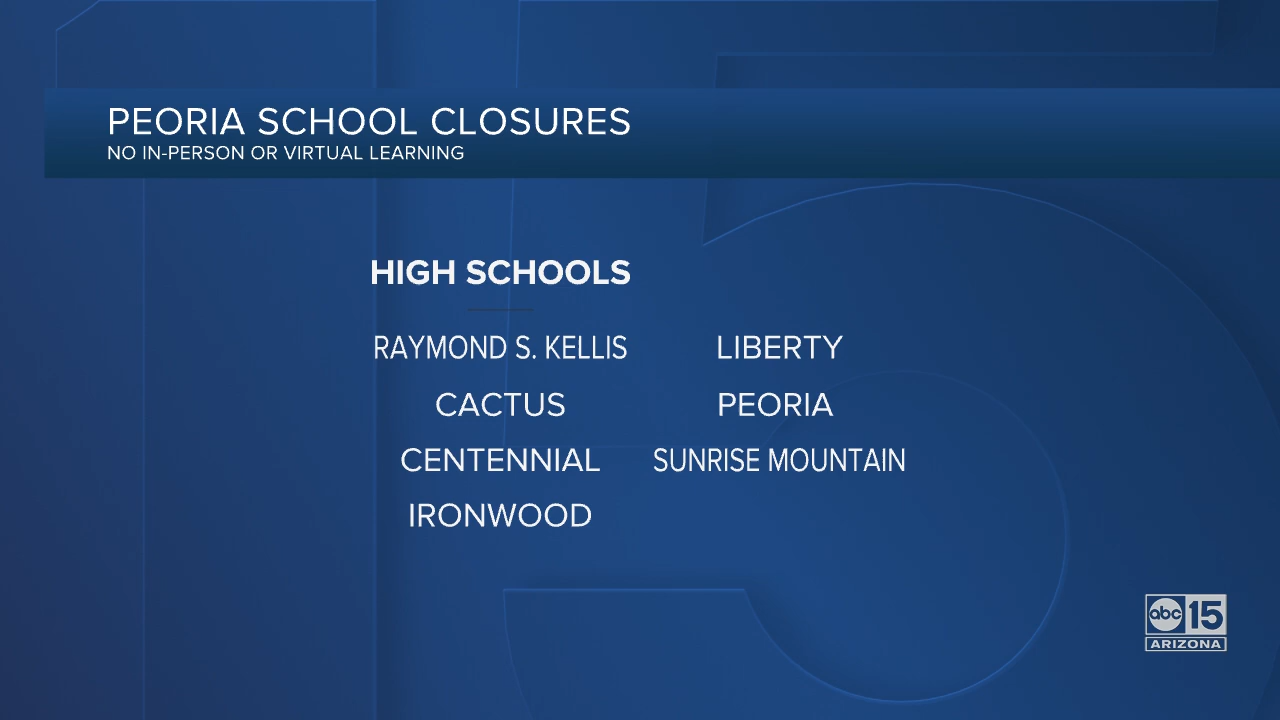 PEORIA SCHOOL CLOSURES
NO IN-PERSON OR VIRTUAL LEARNING
HIGH SCHOOLS
RAYMOND S. KELLIS
CACTUS
CENTENNIAL
IRONWOOD
LIBERTY
PEORIA
SUNRISE MOUNTAIN
abc 15
ARIZONA